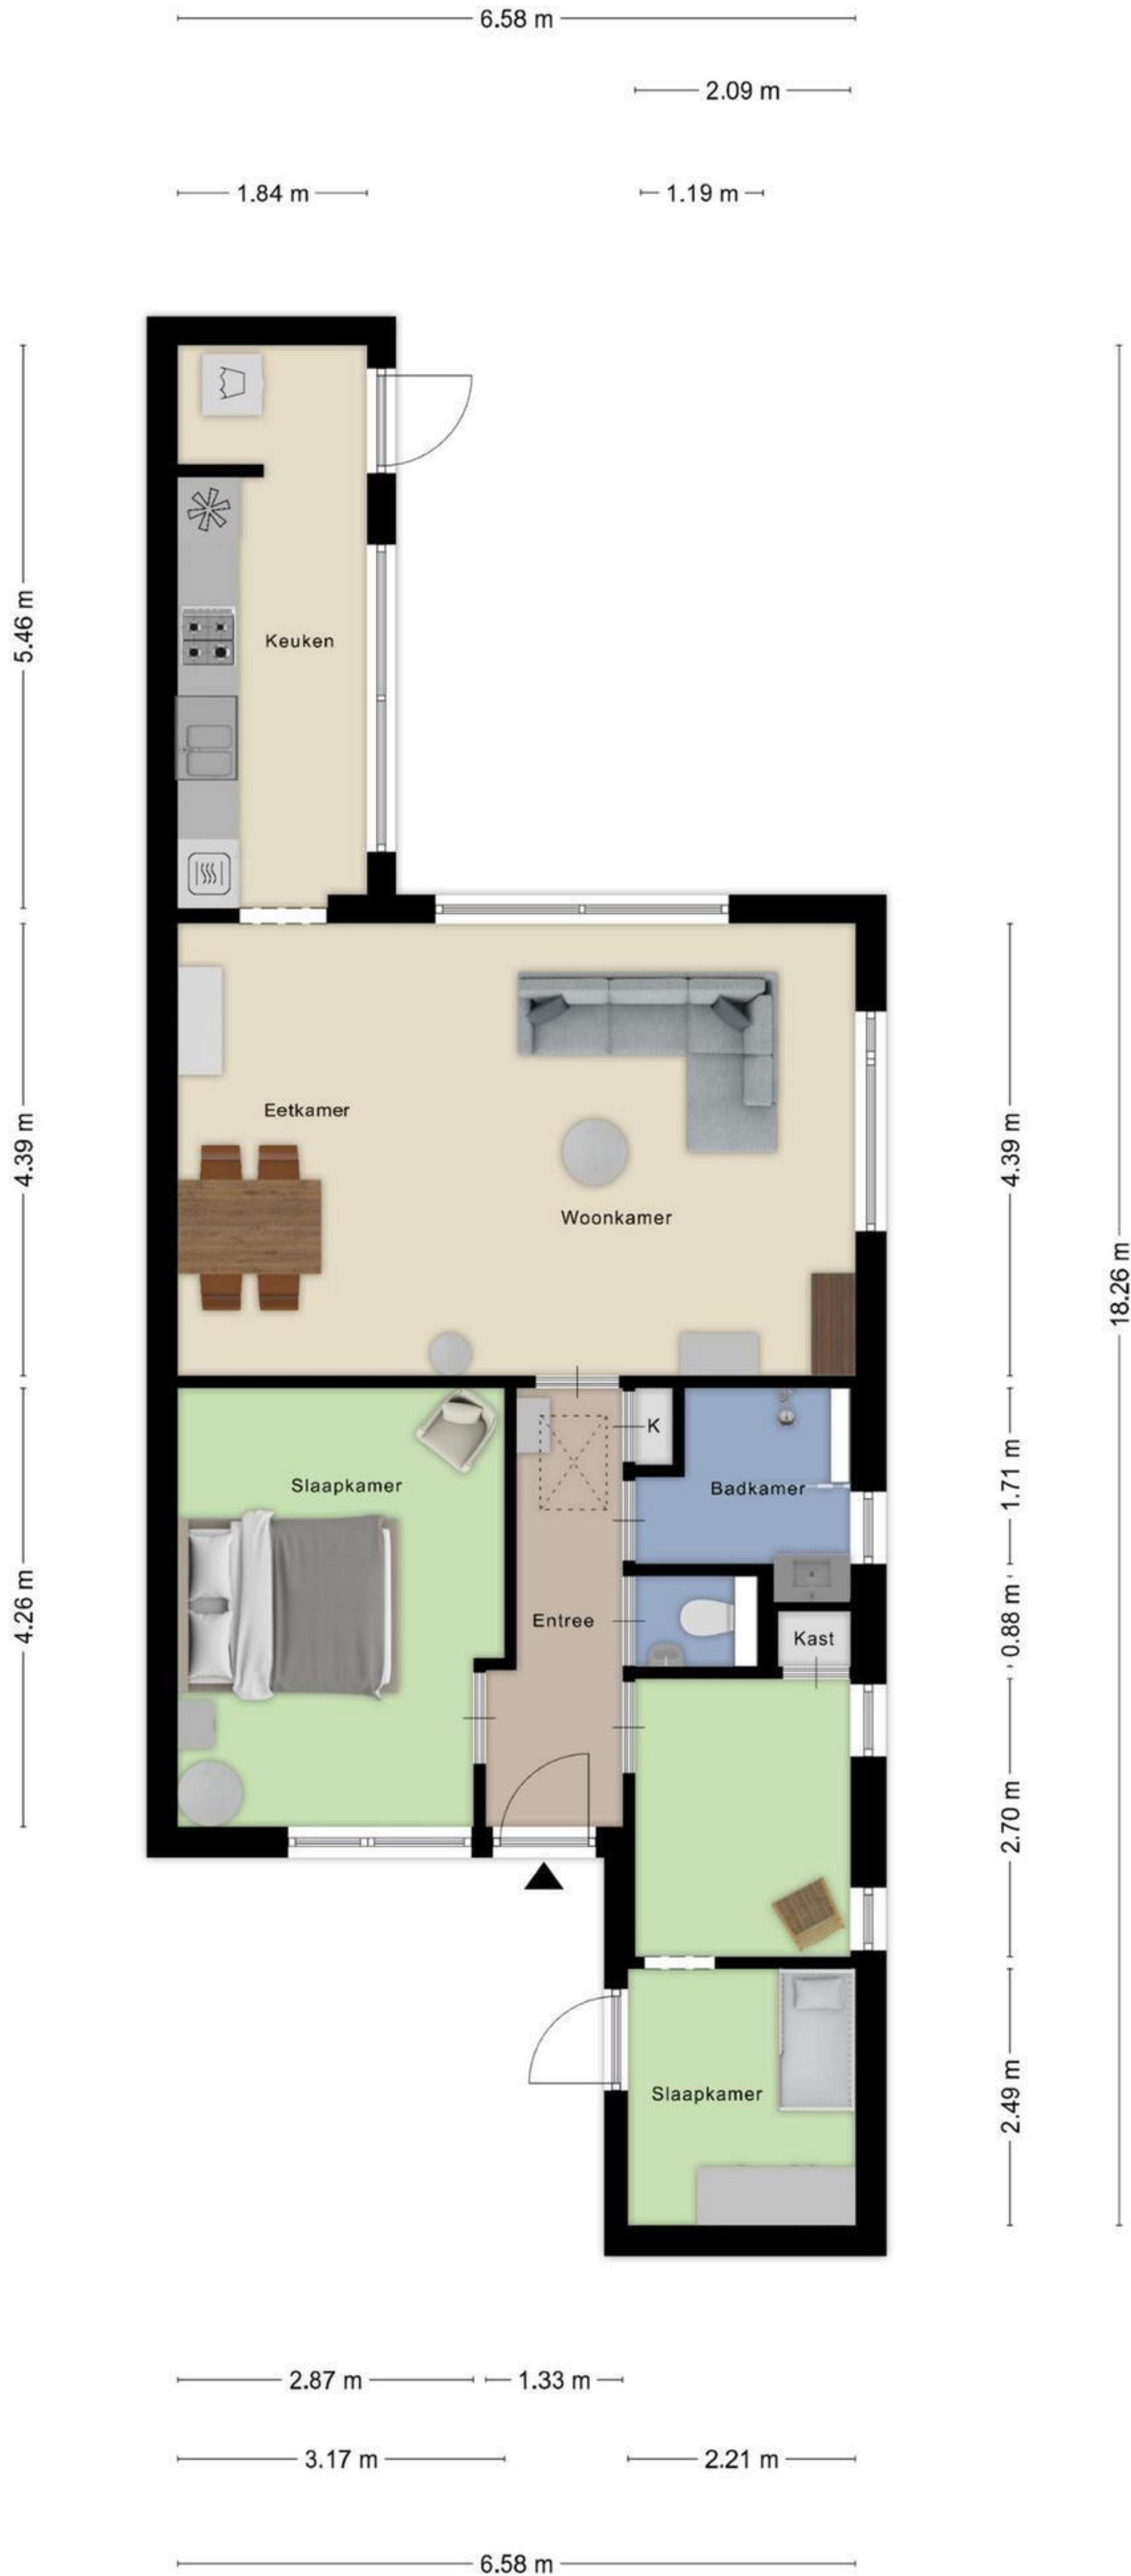 6.58 m
2.09 m
1.84 m
1.19 m
5.46 m
Keuken
4.39 m
Eetkamer
Woonkamer
4.39 m
18.26 m
4.26 m
Slaapkamer
K
Badkamer
1.71 m
Entree
Kast
0.88 m
2.70 m
Slaapkamer
2.49 m
2.87 m
1.33 m
3.17 m
2.21 m
6.58 m